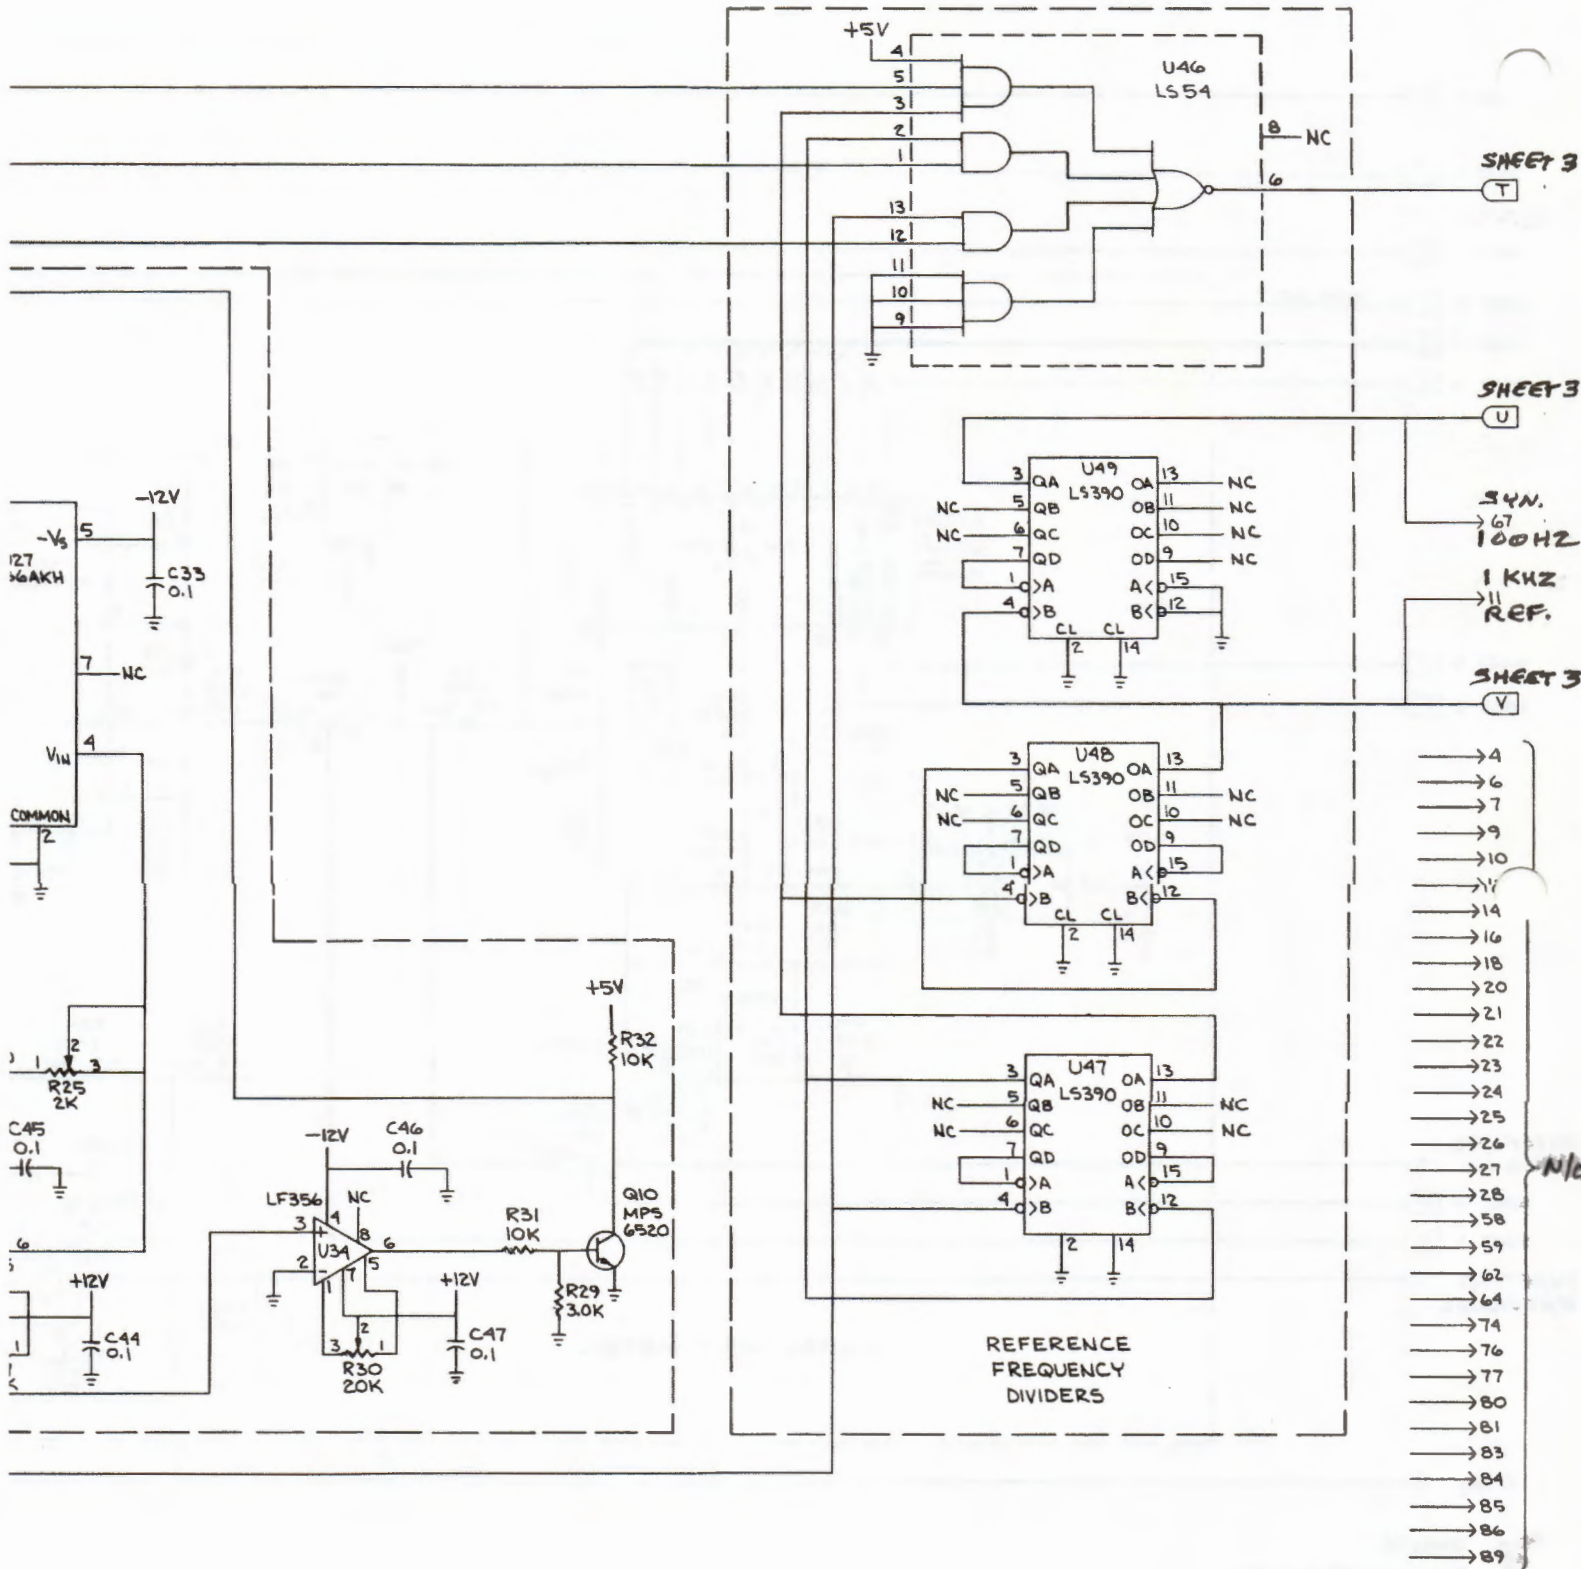 +5V
4
5
3
2
1
13
12
11
10
9
U46
LS54
8
NC
6
SHEET 3
T
SHEET 3
U
SYN.
67
100HZ
1 KHZ
11
REF.
SHEET 3
V
-12V
-VS
5
C33
0.1
7
NC
VIN
4
COMMON
2
U49
LS390
3 QA OA 13 NC
NC 5 QB OB 11 NC
NC 6 QC OC 10 NC
7 QD OD 9 NC
1 >A A< 15
4 >B B< 12
CL CL
2 14
U48
LS390
3 QA OA 13
NC 5 QB OB 11 NC
NC 6 QC OC 10 NC
7 QD OD 9
1 >A A< 15
4 >B B< 12
CL CL
2 14
U47
LS390
3 QA OA 13
NC 5 QB OB 11 NC
NC 6 QC OC 10 NC
7 QD OD 9
1 >A A< 15
4 >B B< 12
2 14
REFERENCE
FREQUENCY
DIVIDERS
1 2 3
R25
2K
C45
0.1
6
+12V
C44
0.1
1
K
-12V
C46
0.1
LF356
NC
3
+
4
8
U34
6
2
-
1
7
5
+12V
3 2 1
R30
20K
C47
0.1
R31
10K
R29
3.0K
+5V
R32
10K
Q10
MPS
6520
4
6
7
9
10
14
16
18
20
21
22
23
24
25
26
27
28
58
59
62
64
74
76
77
80
81
83
84
85
86
89